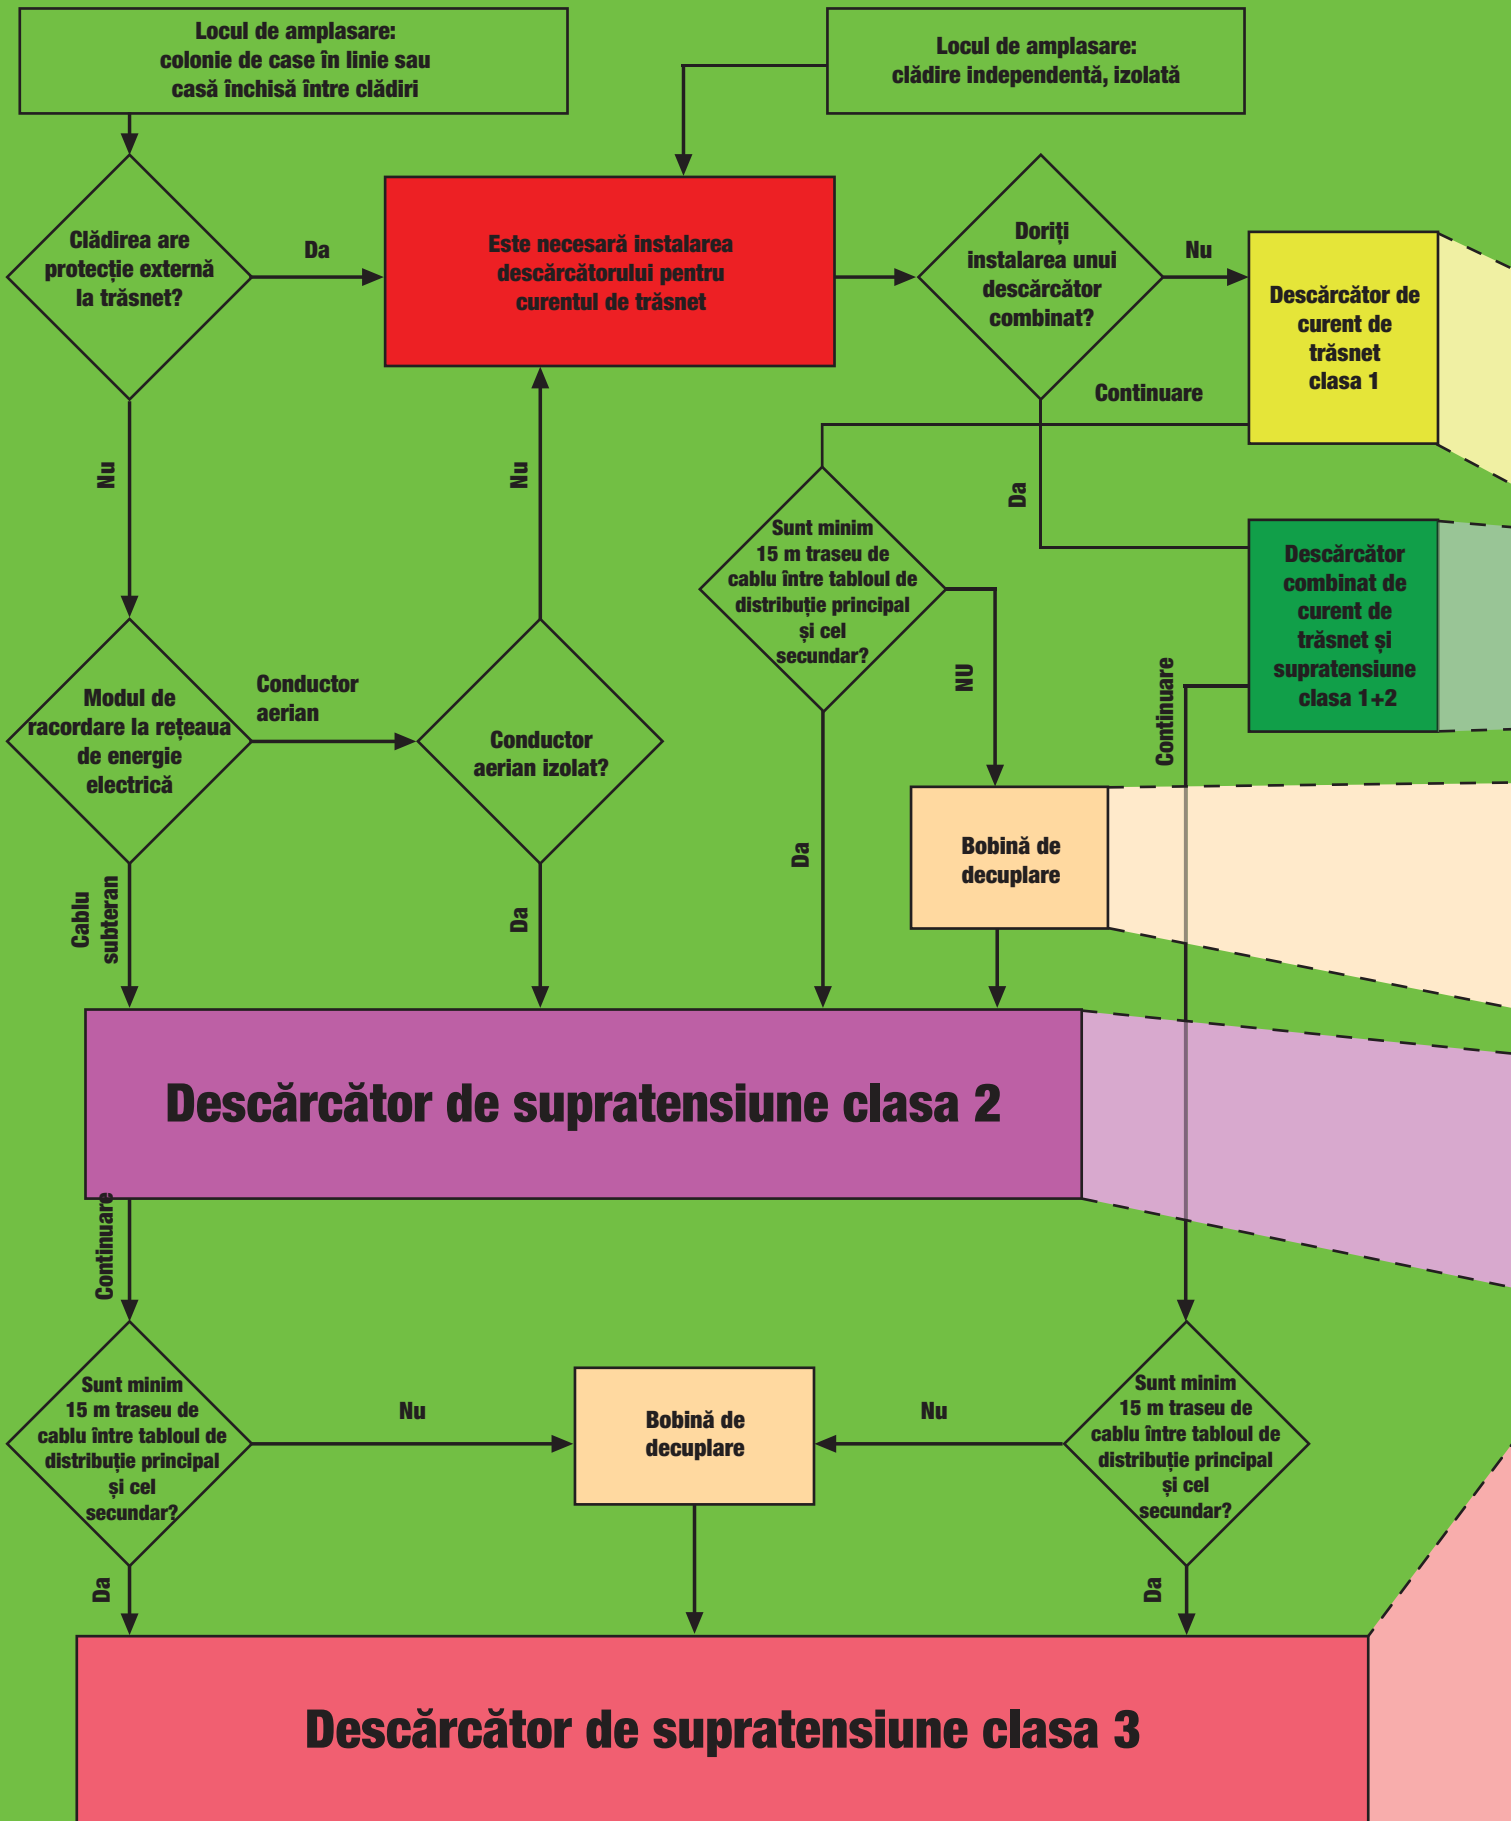 Locul de amplasare:
colonie de case în linie sau
casă închisă între clădiri
Locul de amplasare:
clădire independentă, izolată
Clădirea are
protecție externă
la trăsnet?
Da
Este necesară instalarea
descărcătorului pentru
curentul de trăsnet
Doriți
instalarea unui
descărcător
combinat?
Nu
Descărcător de
curent de
trăsnet
clasa 1
Continuare
Nu
Nu
Da
Sunt minim
15 m traseu de
cablu între tabloul de
distribuție principal
și cel
secundar?
Descărcător
combinat de
curent de
trăsnet și
supratensiune
clasa 1+2
Modul de
racordare la rețeaua
de energie
electrică
Conductor
aerian
Conductor
aerian izolat?
NU
Continuare
Cablu
subteran
Da
Da
Bobină de
decuplare
Descărcător de supratensiune clasa 2
Continuare
Sunt minim
15 m traseu de
cablu între tabloul de
distribuție principal
și cel
secundar?
Nu
Bobină de
decuplare
Nu
Sunt minim
15 m traseu de
cablu între tabloul de
distribuție principal
și cel
secundar?
Da
Da
Descărcător de supratensiune clasa 3